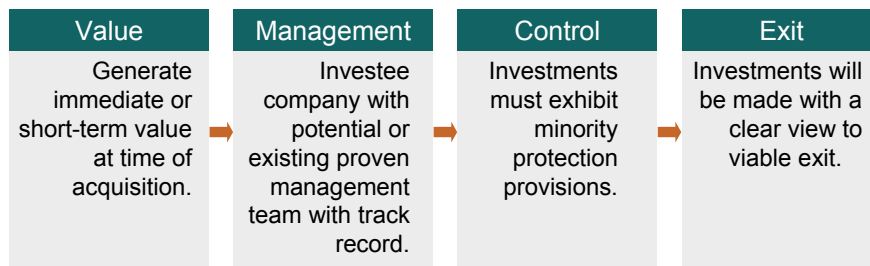 Value
Generate
immediate or
short-term value
at time of
acquisition.
Management
Investee
company with
potential or
existing proven
management
team with track
record.
Control
Investments
must exhibit
minority
protection
provisions.
Exit
Investments will
be made with a
clear view to
viable exit.